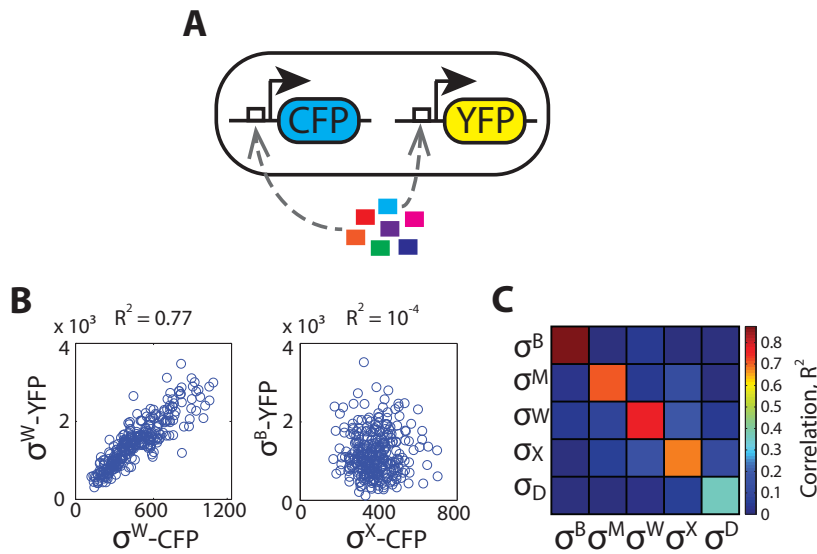 A
CFP
YFP
B
R² = 0.77
x 10³
4
2
0
0
600
1200
σᵂ-YFP
σᵂ-CFP
R² = 10⁻⁴
x 10³
4
2
0
0
400
800
σᴮ-YFP
σˣ-CFP
C
σᴮ
σᴹ
σᵂ
σₓ
σ_D
σᴮ
σᴹ
σᵂ
σˣ
σᴰ
0.8
0.7
0.6
0.5
0.4
0.3
0.2
0.1
0
Correlation, R²